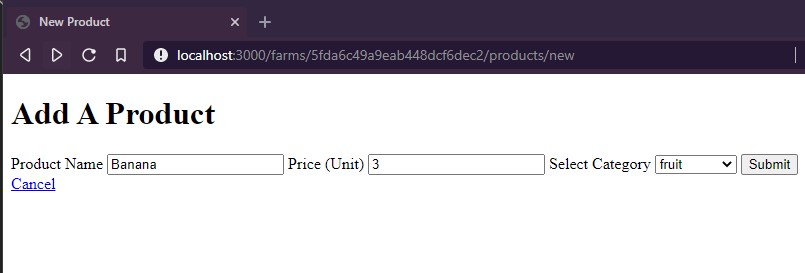 New Product
localhost:3000/farms/5fda6c49a9eab448dcf6dec2/products/new
Add A Product
Product Name Banana Price (Unit) 3 Select Category fruit Submit
Cancel